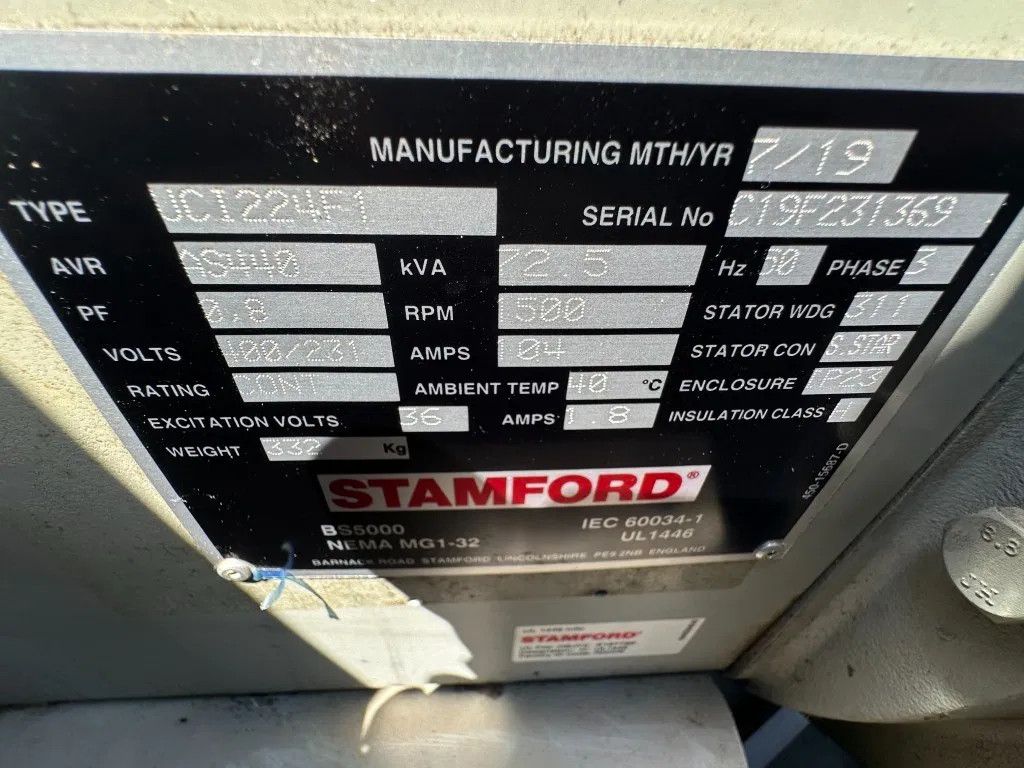 MANUFACTURING MTH/YR 7/19
TYPE UCI224F1 SERIAL No C19F231369
AVR AS440 kVA 72.5 Hz 50 PHASE 3
PF 0.8 RPM 1500 STATOR WDG 311
VOLTS 400/231 AMPS 104 STATOR CON S.STAR
RATING CONT AMBIENT TEMP 40 °C ENCLOSURE IP23
EXCITATION VOLTS 36 AMPS 1.8 INSULATION CLASS H
WEIGHT 332 Kg
450-15687-D
STAMFORD®
BS5000 IEC 60034-1
NEMA MG1-32 UL1446
BARNACK ROAD STAMFORD LINCOLNSHIRE PE9 2NB ENGLAND
STAMFORD
8.8